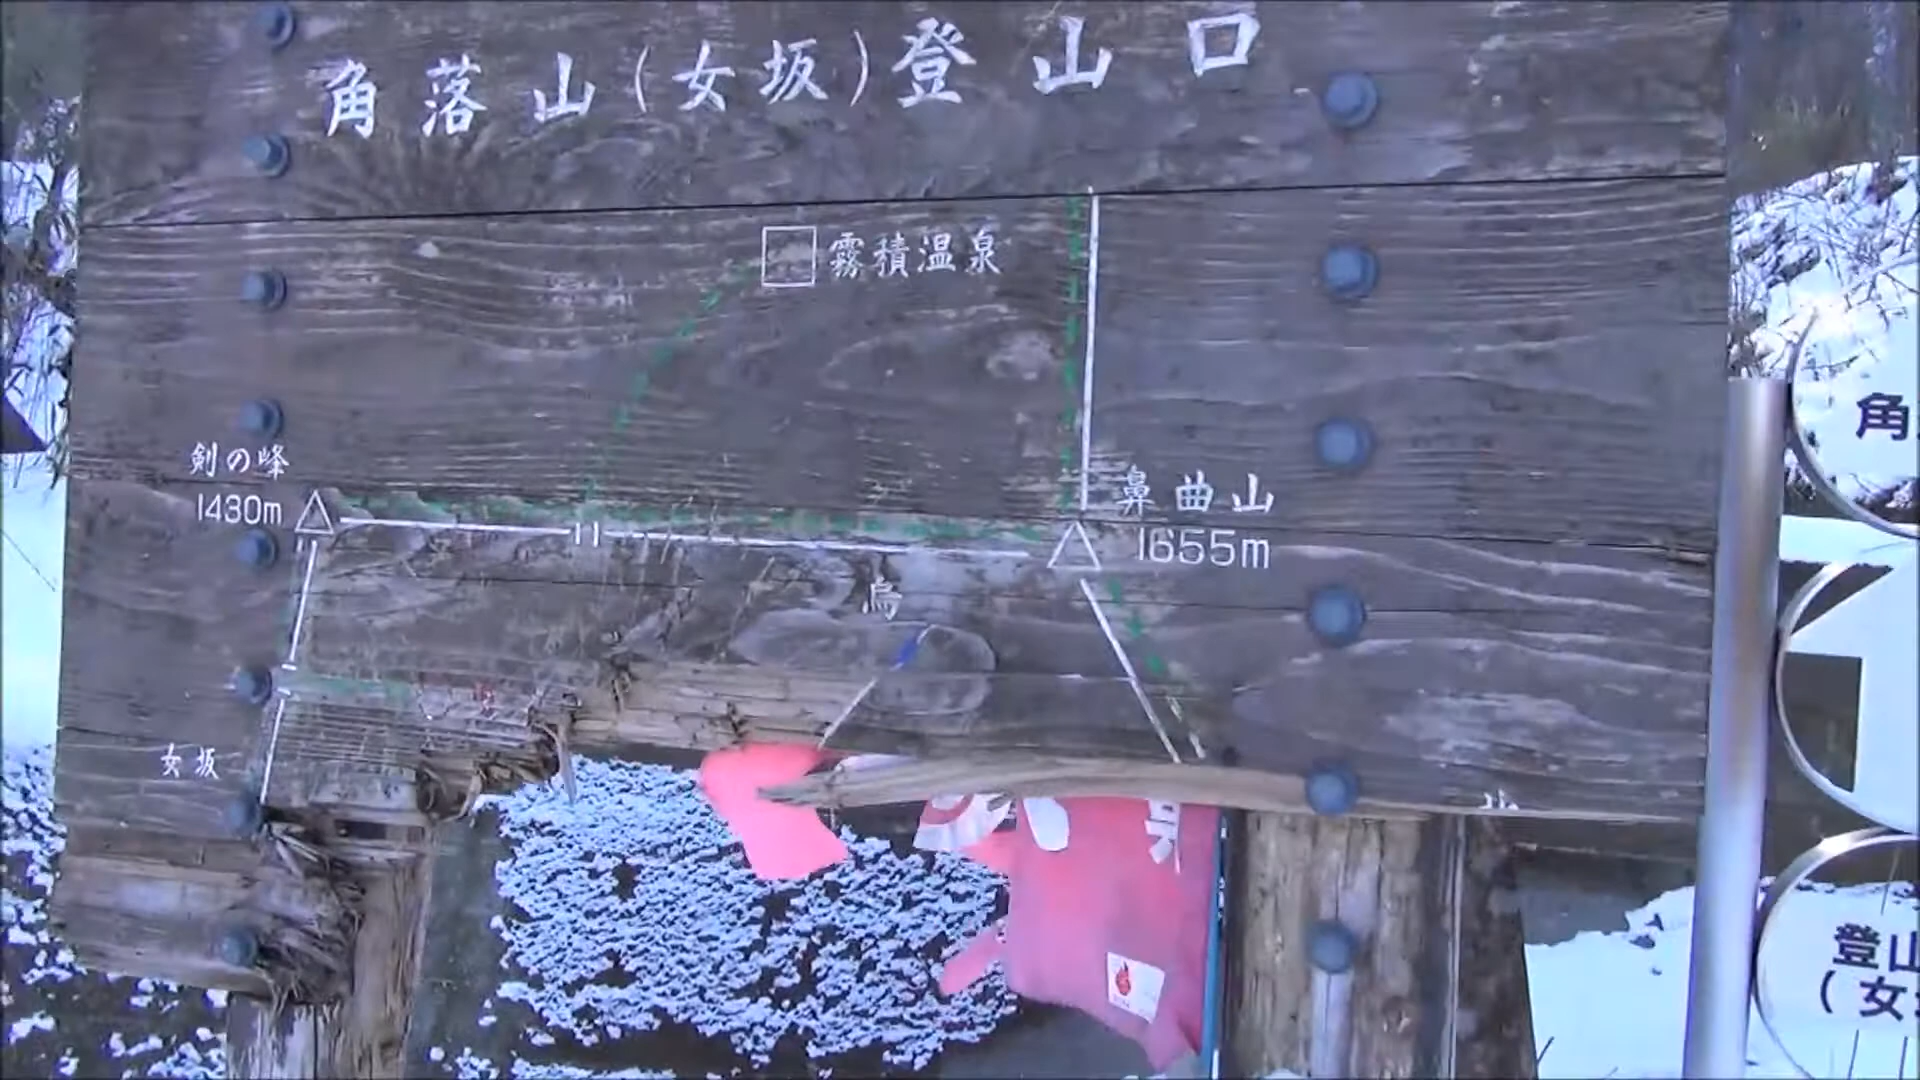 角落山(女坂)登山口
霧積温泉
剣の峰
1430m
鼻曲山
1655m
烏
女坂
角
1
登山
(女